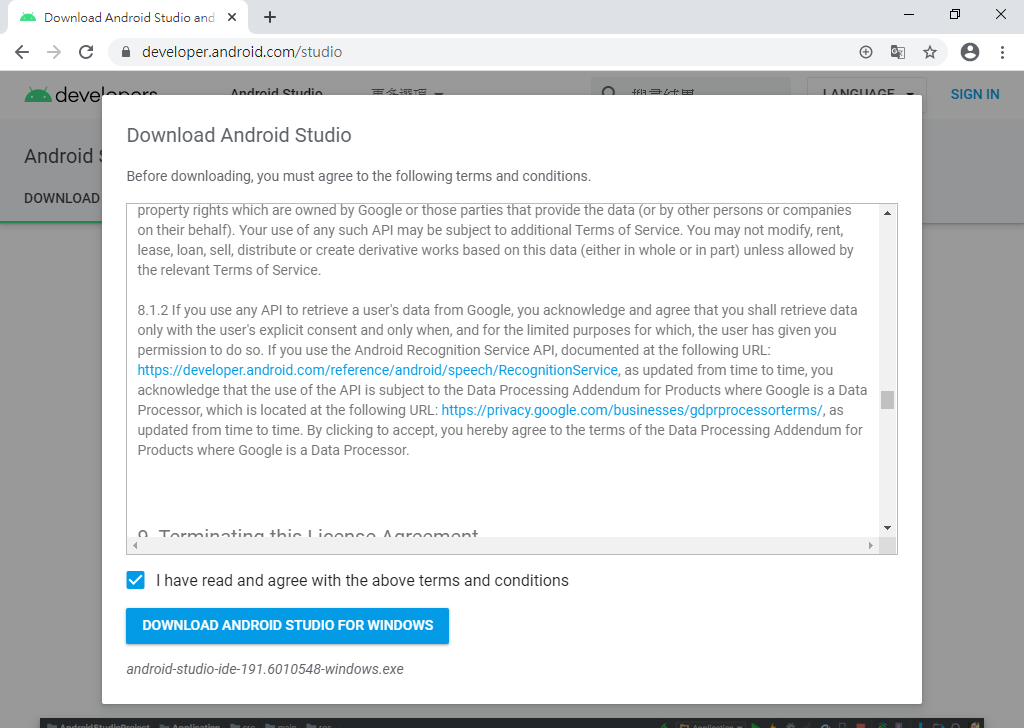 Download Android Studio and
developer.android.com/studio
developers
Android Studio
更多選項
搜尋結果
LANGUAGE
SIGN IN
Android
DOWNLOAD
Download Android Studio
Before downloading, you must agree to the following terms and conditions.
property rights which are owned by Google or those parties that provide the data (or by other persons or companies
on their behalf). Your use of any such API may be subject to additional Terms of Service. You may not modify, rent,
lease, loan, sell, distribute or create derivative works based on this data (either in whole or in part) unless allowed by
the relevant Terms of Service.
8.1.2 If you use any API to retrieve a user's data from Google, you acknowledge and agree that you shall retrieve data
only with the user's explicit consent and only when, and for the limited purposes for which, the user has given you
permission to do so. If you use the Android Recognition Service API, documented at the following URL:
https://developer.android.com/reference/android/speech/RecognitionService, as updated from time to time, you
acknowledge that the use of the API is subject to the Data Processing Addendum for Products where Google is a Data
Processor, which is located at the following URL: https://privacy.google.com/businesses/gdprprocessorterms/, as
updated from time to time. By clicking to accept, you hereby agree to the terms of the Data Processing Addendum for
Products where Google is a Data Processor.
9. Terminating this License Agreement
I have read and agree with the above terms and conditions
DOWNLOAD ANDROID STUDIO FOR WINDOWS
android-studio-ide-191.6010548-windows.exe
AndroidStudioProject Application src main res Application